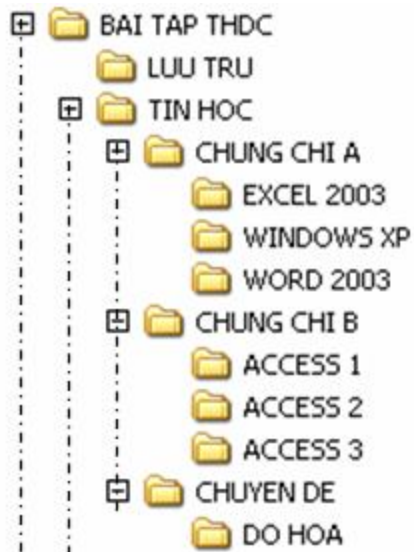 BAI TAP THDC
LUU TRU
TIN HOC
CHUNG CHI A
EXCEL 2003
WINDOWS XP
WORD 2003
CHUNG CHI B
ACCESS 1
ACCESS 2
ACCESS 3
CHUYEN DE
DO HOA